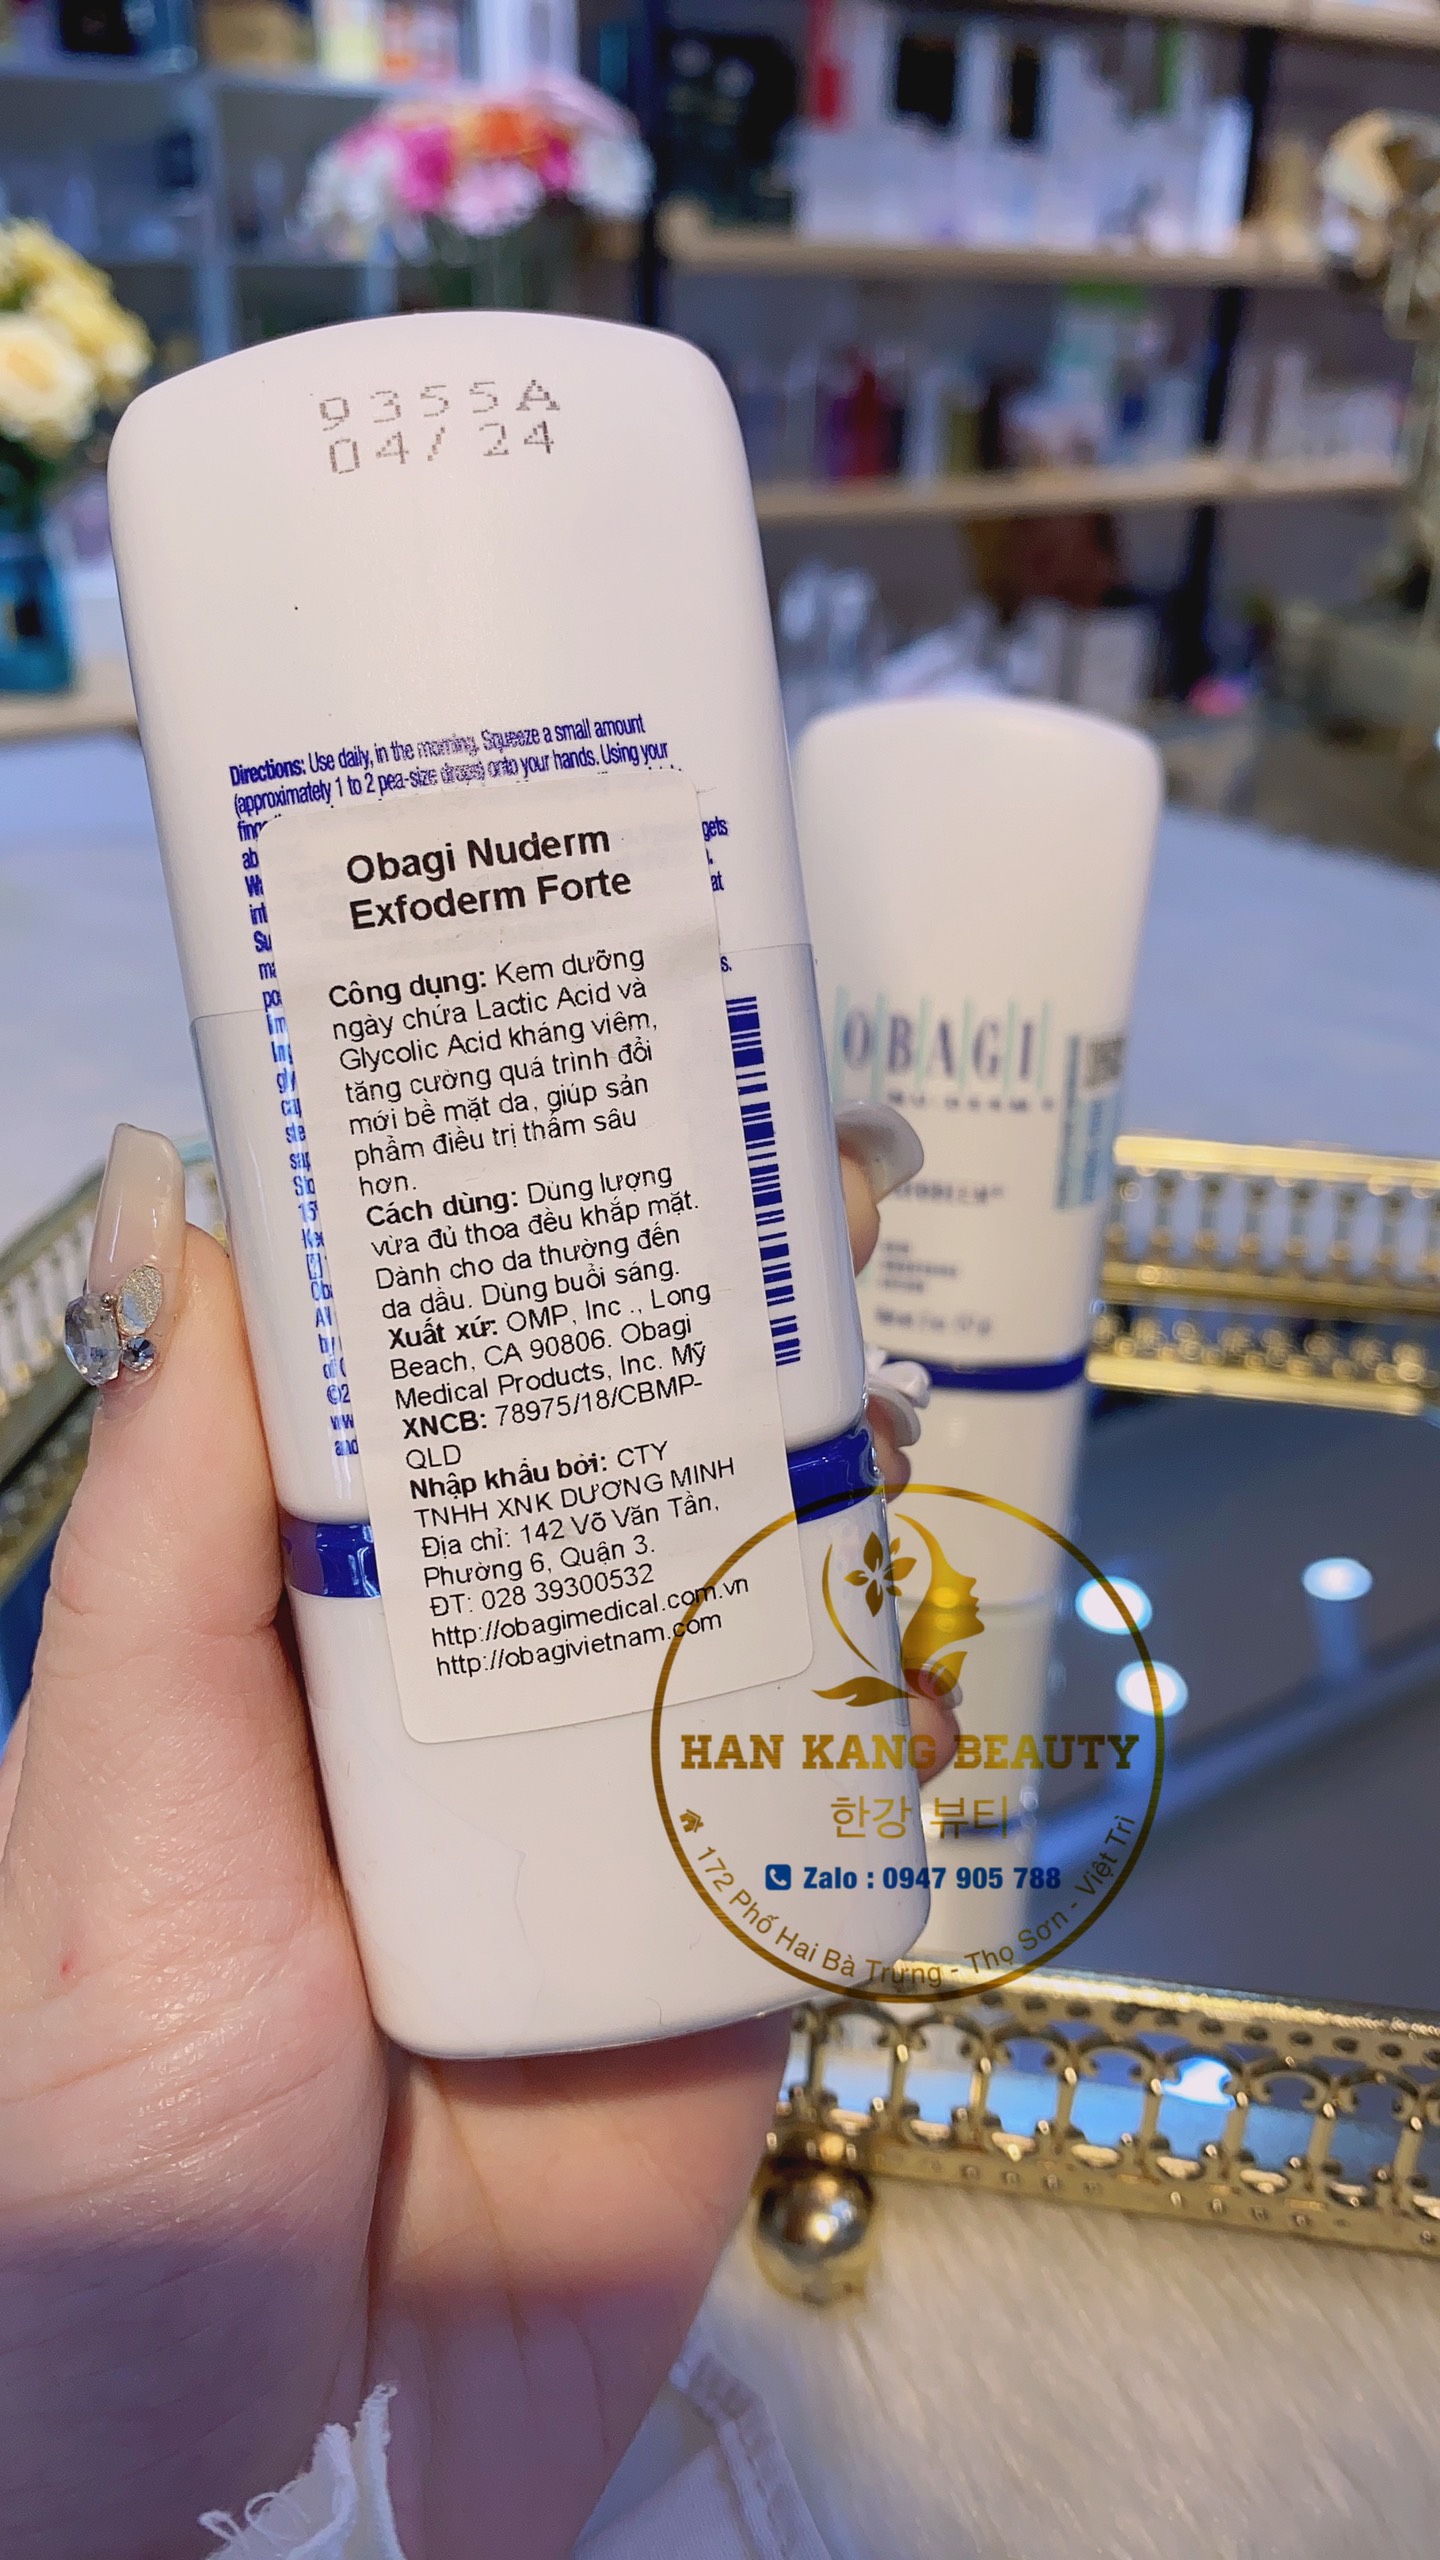 9355A
04/24
Directions: Use daily, in the morning. Squeeze a small amount
(approximately 1 to 2 pea-size drops) onto your hands. Using your
Obagi Nuderm
Exfoderm Forte
Công dụng: Kem dưỡng
ngày chứa Lactic Acid và
Glycolic Acid kháng viêm,
tăng cường quá trình đổi
mới bề mặt da, giúp sản
phẩm điều trị thẩm sâu
hơn.
Cách dùng: Dùng lượng
vừa đủ thoa đều khắp mặt.
Dành cho da thường đến
da dầu. Dùng buổi sáng.
Xuất xứ: OMP, Inc ., Long
Beach, CA 90806. Obagi
Medical Products, Inc. Mỹ
XNCB: 78975/18/CBMP-
QLD
Nhập khẩu bởi: CTY
TNHH XNK DƯƠNG MINH
Địa chỉ: 142 Võ Văn Tần,
Phường 6, Quận 3.
ĐT: 028 39300532
http://obagimedical.com.vn
http://obagivietnam.com
OBAGI
HAN KANG BEAUTY
한강 뷰티
Zalo : 0947 905 788
172 Phố Hai Bà Trưng - Thọ Sơn - Việt Trì